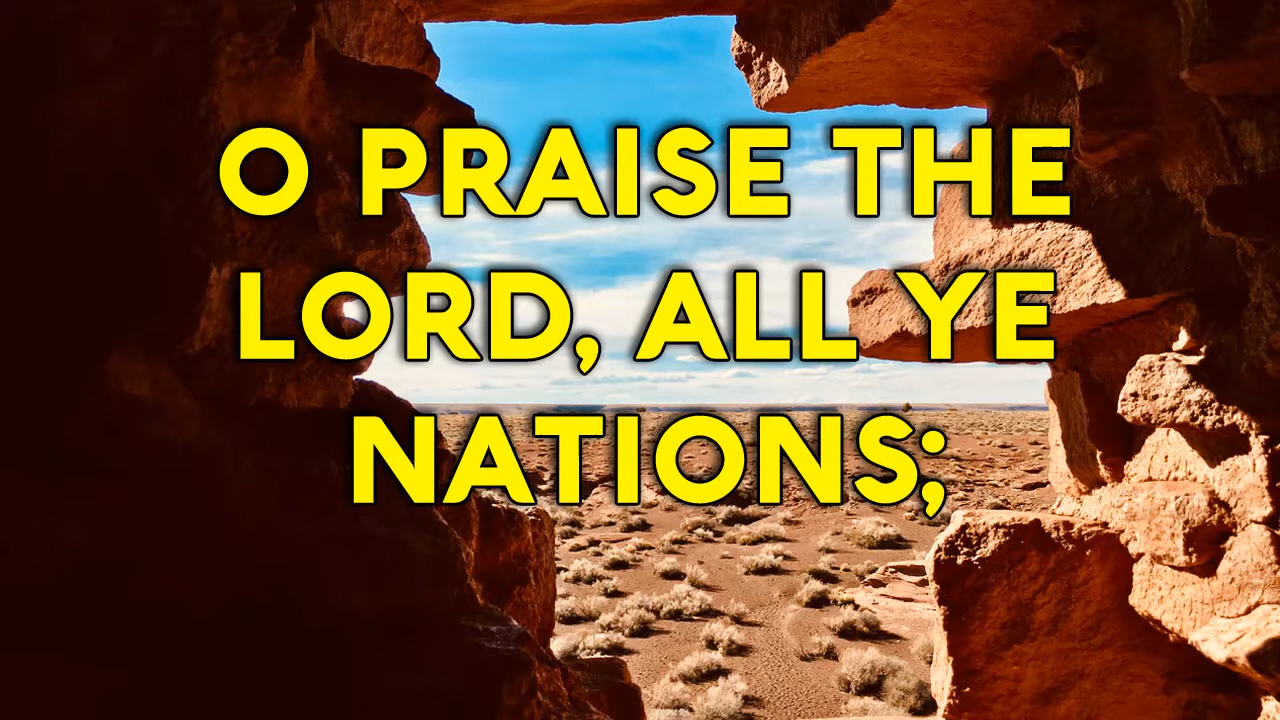 O PRAISE THE
LORD, ALL YE
NATIONS;